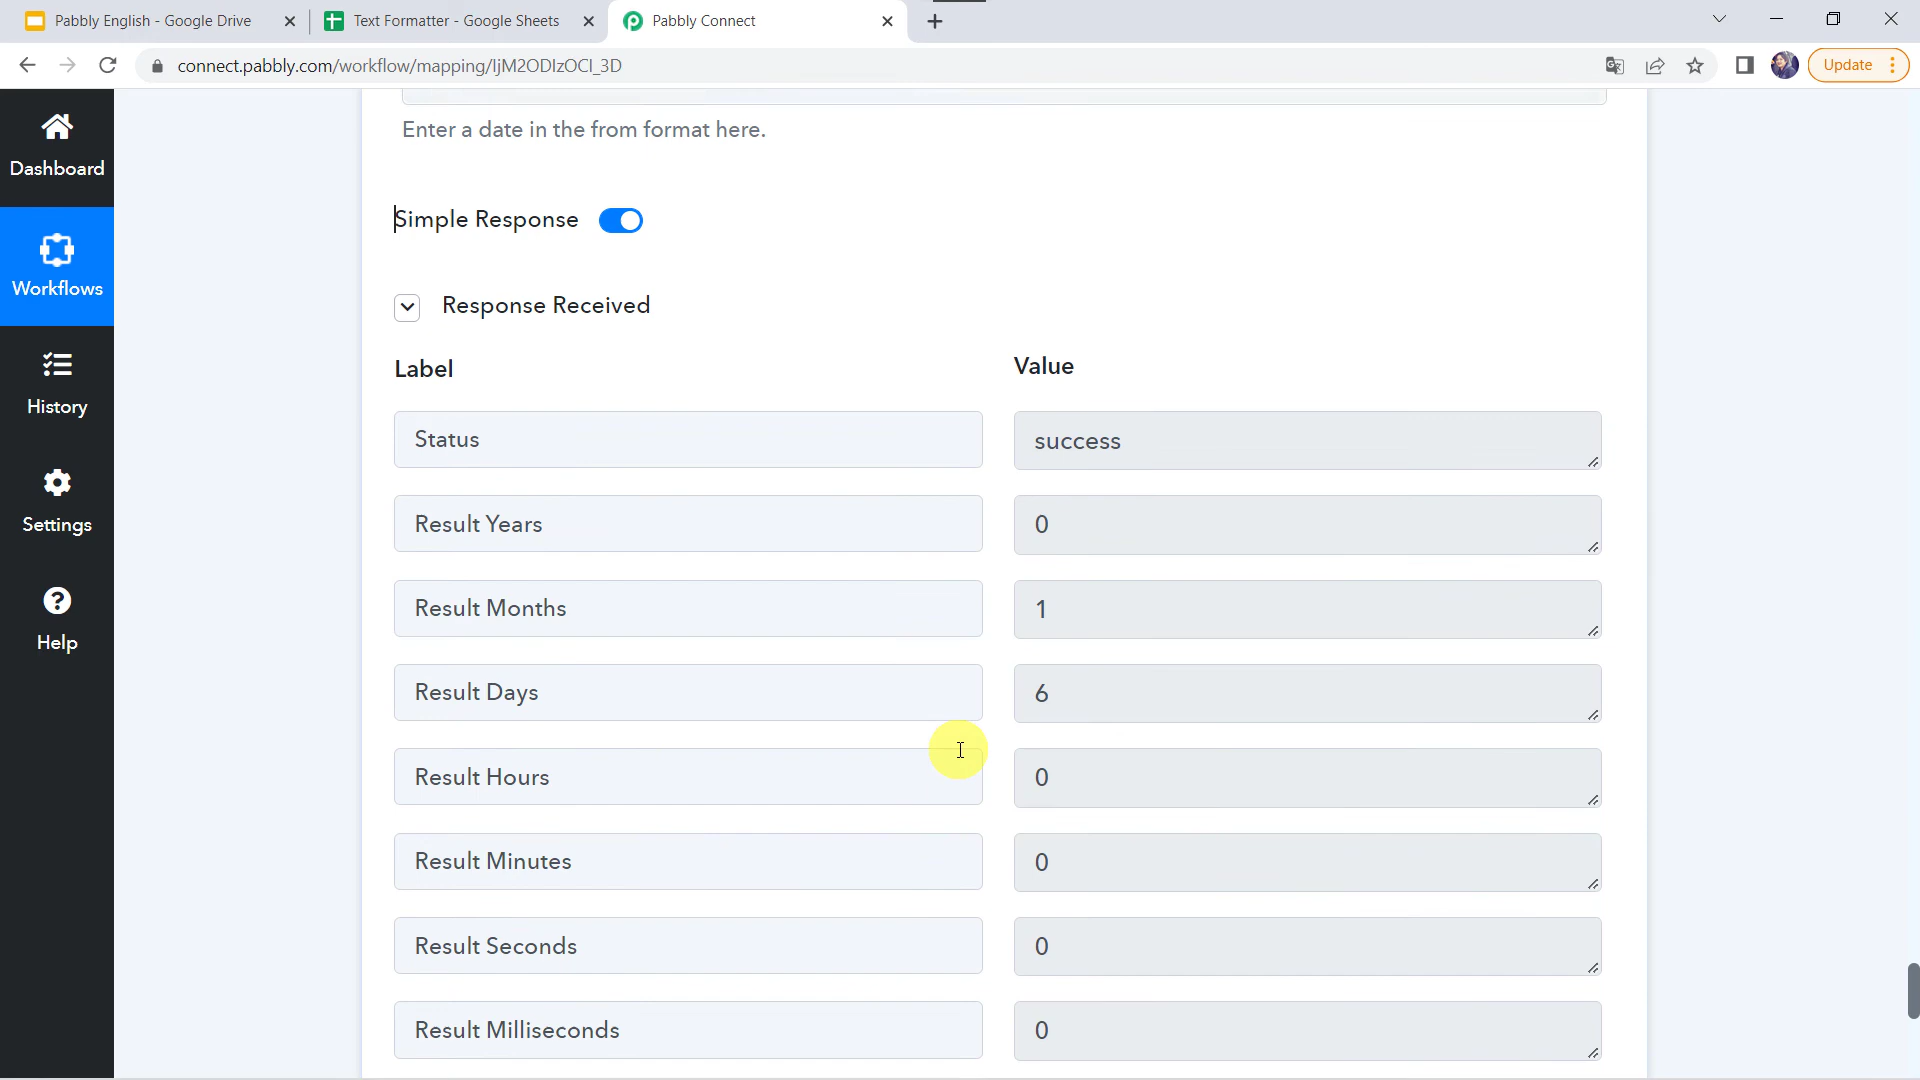 Pabbly English - Google Drive
Text Formatter - Google Sheets
Pabbly Connect
connect.pabbly.com/workflow/mapping/IjM2ODIzOCI_3D
Update
Dashboard
Workflows
History
Settings
Help
Enter a date in the from format here.
Simple Response
Response Received
Label Value
Status success
Result Years 0
Result Months 1
Result Days 6
Result Hours 0
Result Minutes 0
Result Seconds 0
Result Milliseconds 0